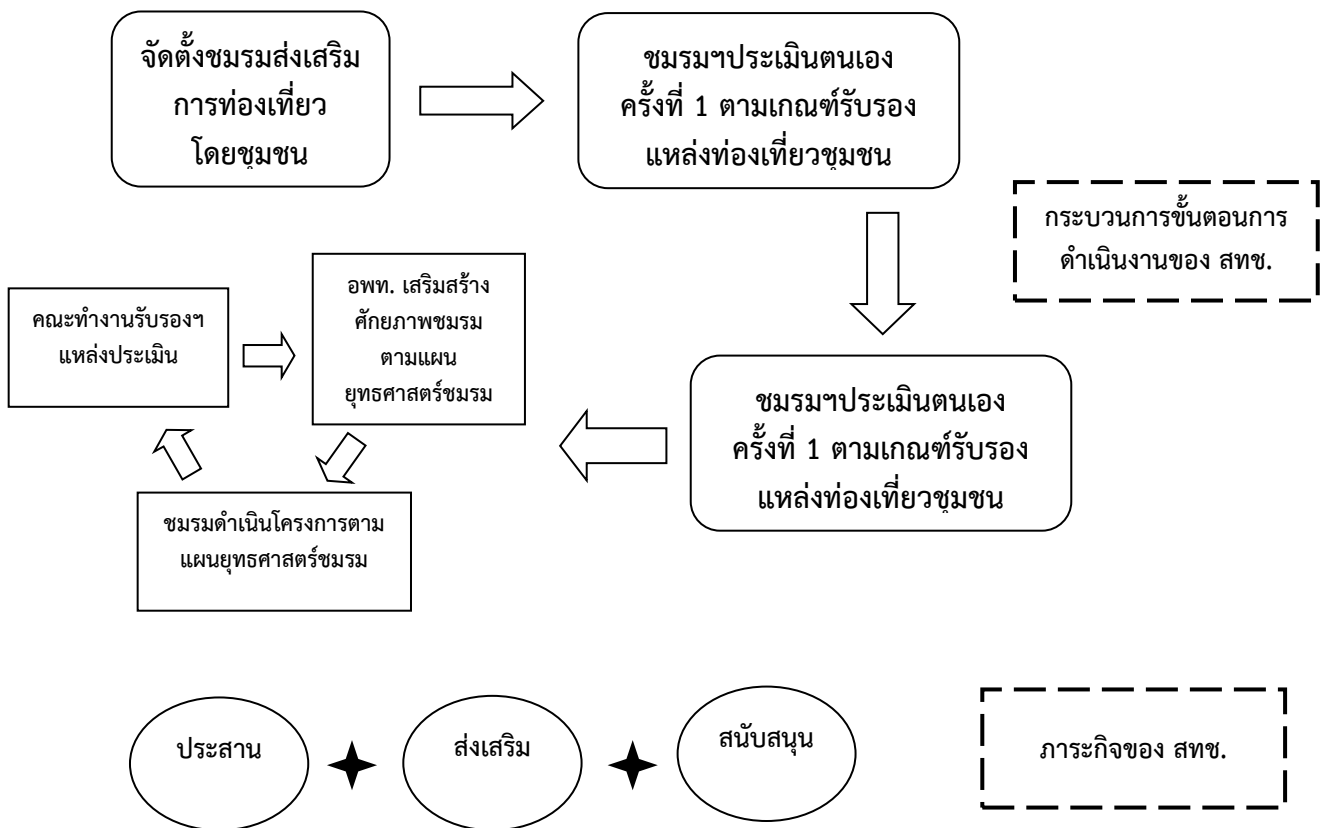 จัดตั้งชมรมส่งเสริม
การท่องเที่ยว
โดยชุมชน
ชมรมฯประเมินตนเอง
ครั้งที่ 1 ตามเกณฑ์รับรอง
แหล่งท่องเที่ยวชุมชน
กระบวนการขั้นตอนการ
ดำเนินงานของ สทช.
คณะทำงานรับรองฯ
แหล่งประเมิน
อพท. เสริมสร้าง
ศักยภาพชมรม
ตามแผน
ยุทธศาสตร์ชมรม
ชมรมฯประเมินตนเอง
ครั้งที่ 1 ตามเกณฑ์รับรอง
แหล่งท่องเที่ยวชุมชน
ชมรมดำเนินโครงการตาม
แผนยุทธศาสตร์ชมรม
ประสาน
ส่งเสริม
สนับสนุน
ภาระกิจของ สทช.